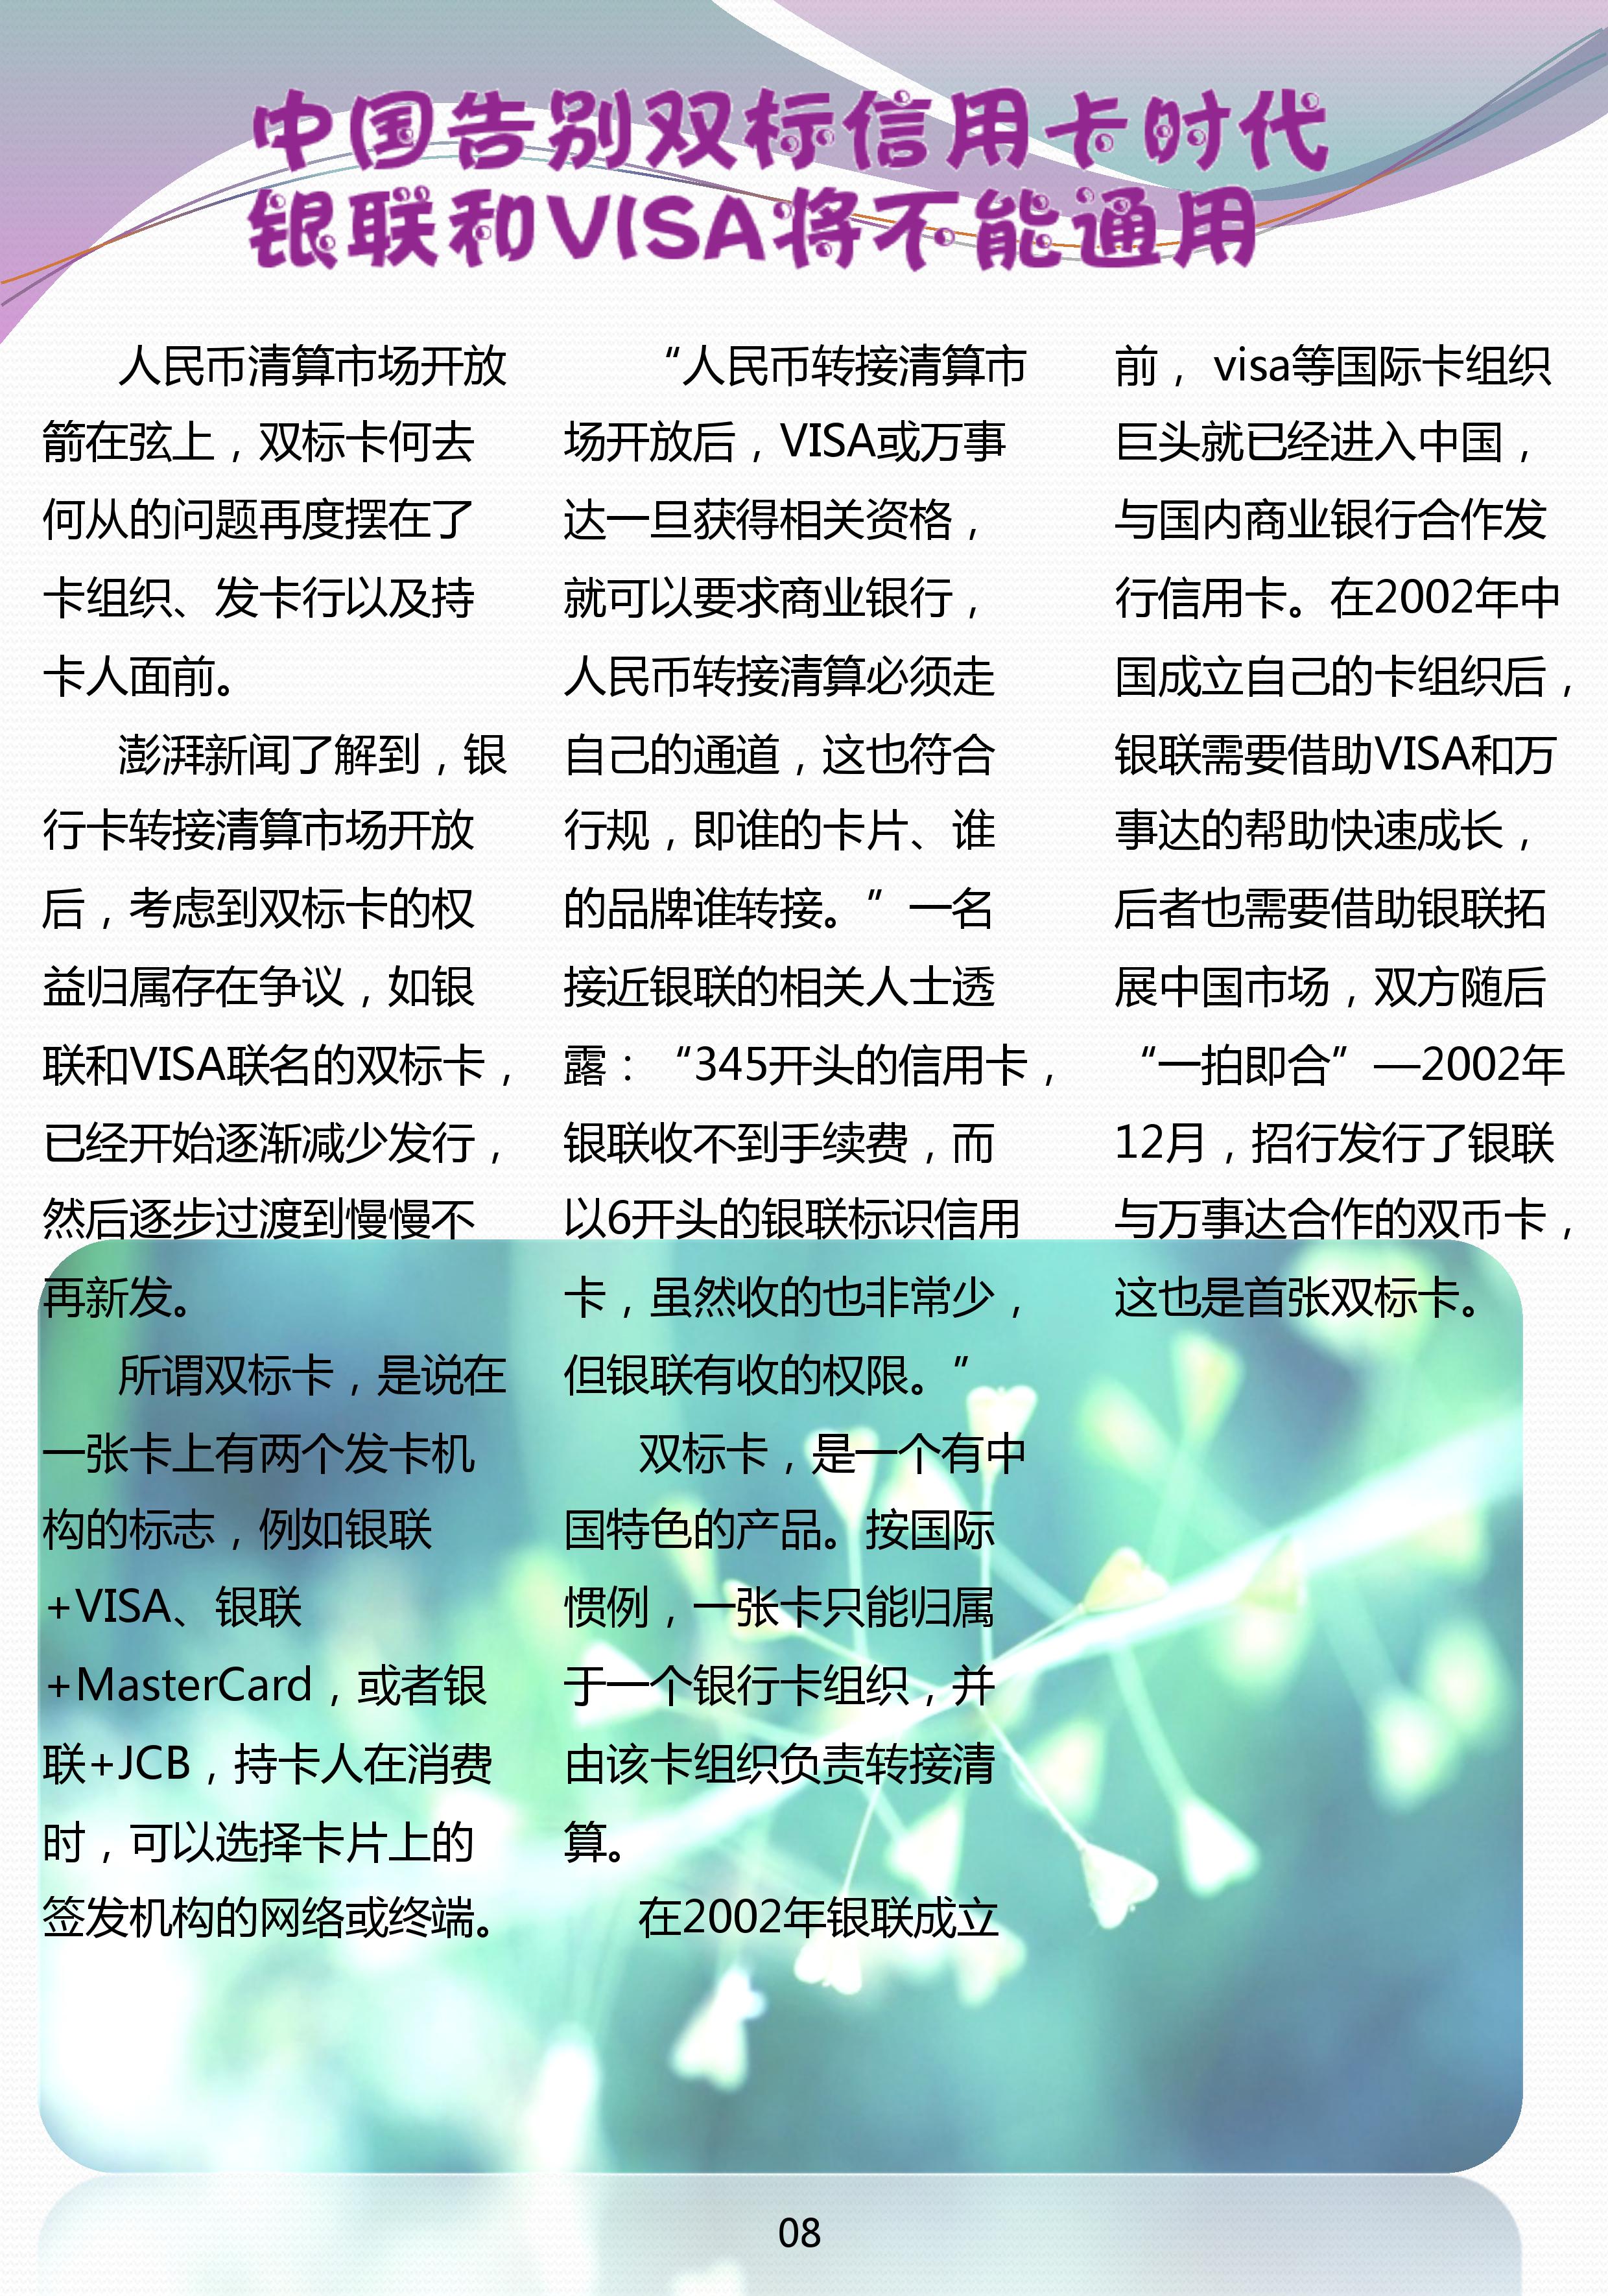 中国告别双标信用卡时代
银联和VISA将不能通用
人民币清算市场开放
箭在弦上，双标卡何去
何从的问题再度摆在了
卡组织、发卡行以及持
卡人面前。
澎湃新闻了解到，银
行卡转接清算市场开放
后，考虑到双标卡的权
益归属存在争议，如银
联和VISA联名的双标卡，
已经开始逐渐减少发行，
然后逐步过渡到慢慢不
再新发。
所谓双标卡，是说在
一张卡上有两个发卡机
构的标志，例如银联
+VISA、银联
+MasterCard，或者银
联+JCB，持卡人在消费
时，可以选择卡片上的
签发机构的网络或终端。
“人民币转接清算市
场开放后，VISA或万事
达一旦获得相关资格，
就可以要求商业银行，
人民币转接清算必须走
自己的通道，这也符合
行规，即谁的卡片、谁
的品牌谁转接。”一名
接近银联的相关人士透
露：“345开头的信用卡，
银联收不到手续费，而
以6开头的银联标识信用
卡，虽然收的也非常少，
但银联有收的权限。”
双标卡，是一个有中
国特色的产品。按国际
惯例，一张卡只能归属
于一个银行卡组织，并
由该卡组织负责转接清
算。
在2002年银联成立
前，visa等国际卡组织
巨头就已经进入中国，
与国内商业银行合作发
行信用卡。在2002年中
国成立自己的卡组织后，
银联需要借助VISA和万
事达的帮助快速成长，
后者也需要借助银联拓
展中国市场，双方随后
“一拍即合”—2002年
12月，招行发行了银联
与万事达合作的双币卡，
这也是首张双标卡。
08